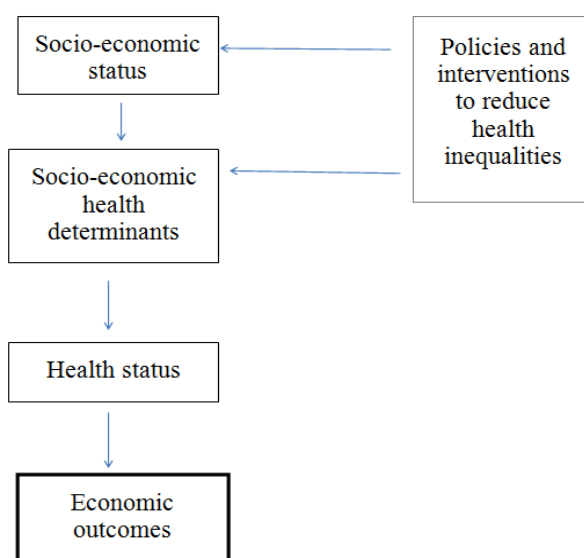 Socio-economic
status
Policies and
interventions
to reduce
health
inequalities
Socio-economic
health
determinants
Health status
Economic
outcomes